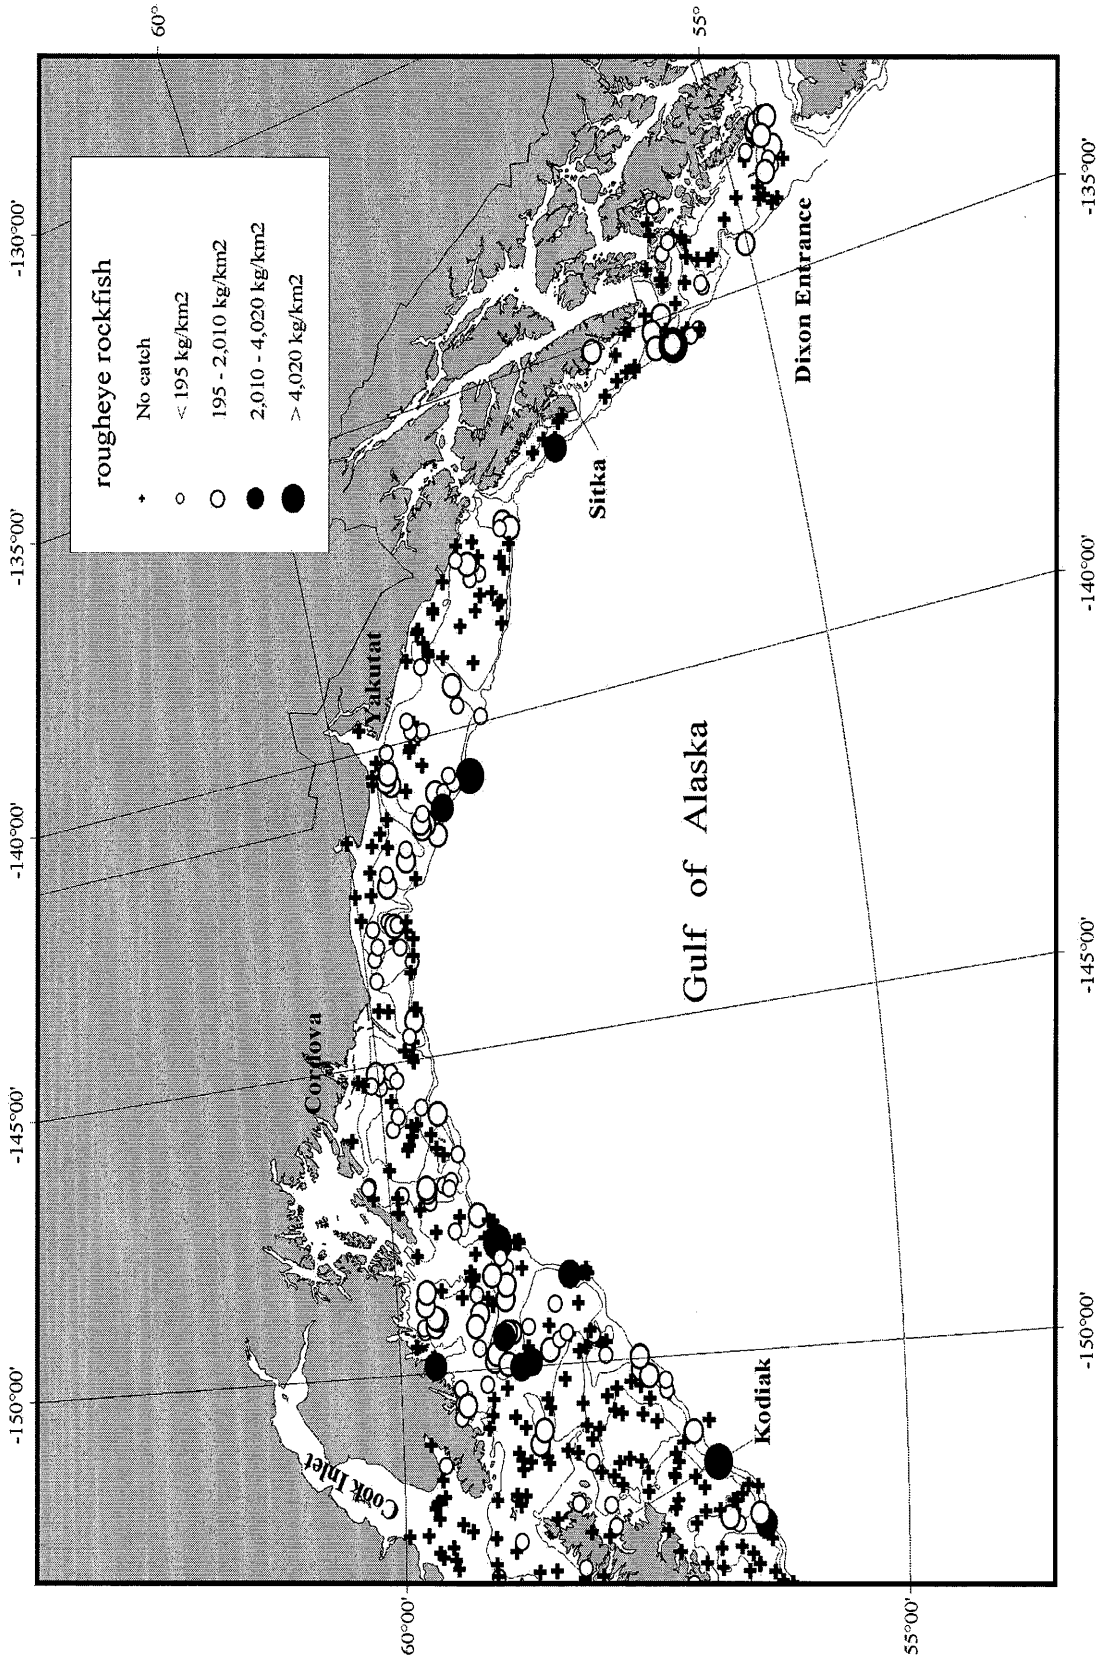 rougheye rockfish
No catch
< 195 kg/km2
195 - 2,010 kg/km2
2,010 - 4,020 kg/km2
> 4,020 kg/km2
-150°00'
-145°00'
-140°00'
-135°00'
-130°00'
60°
55°
60°00'
55°00'
-150°00'
-145°00'
-140°00'
-135°00'
Cook Inlet
Cordova
Yakutat
Sitka
Dixon Entrance
Kodiak
Gulf of Alaska